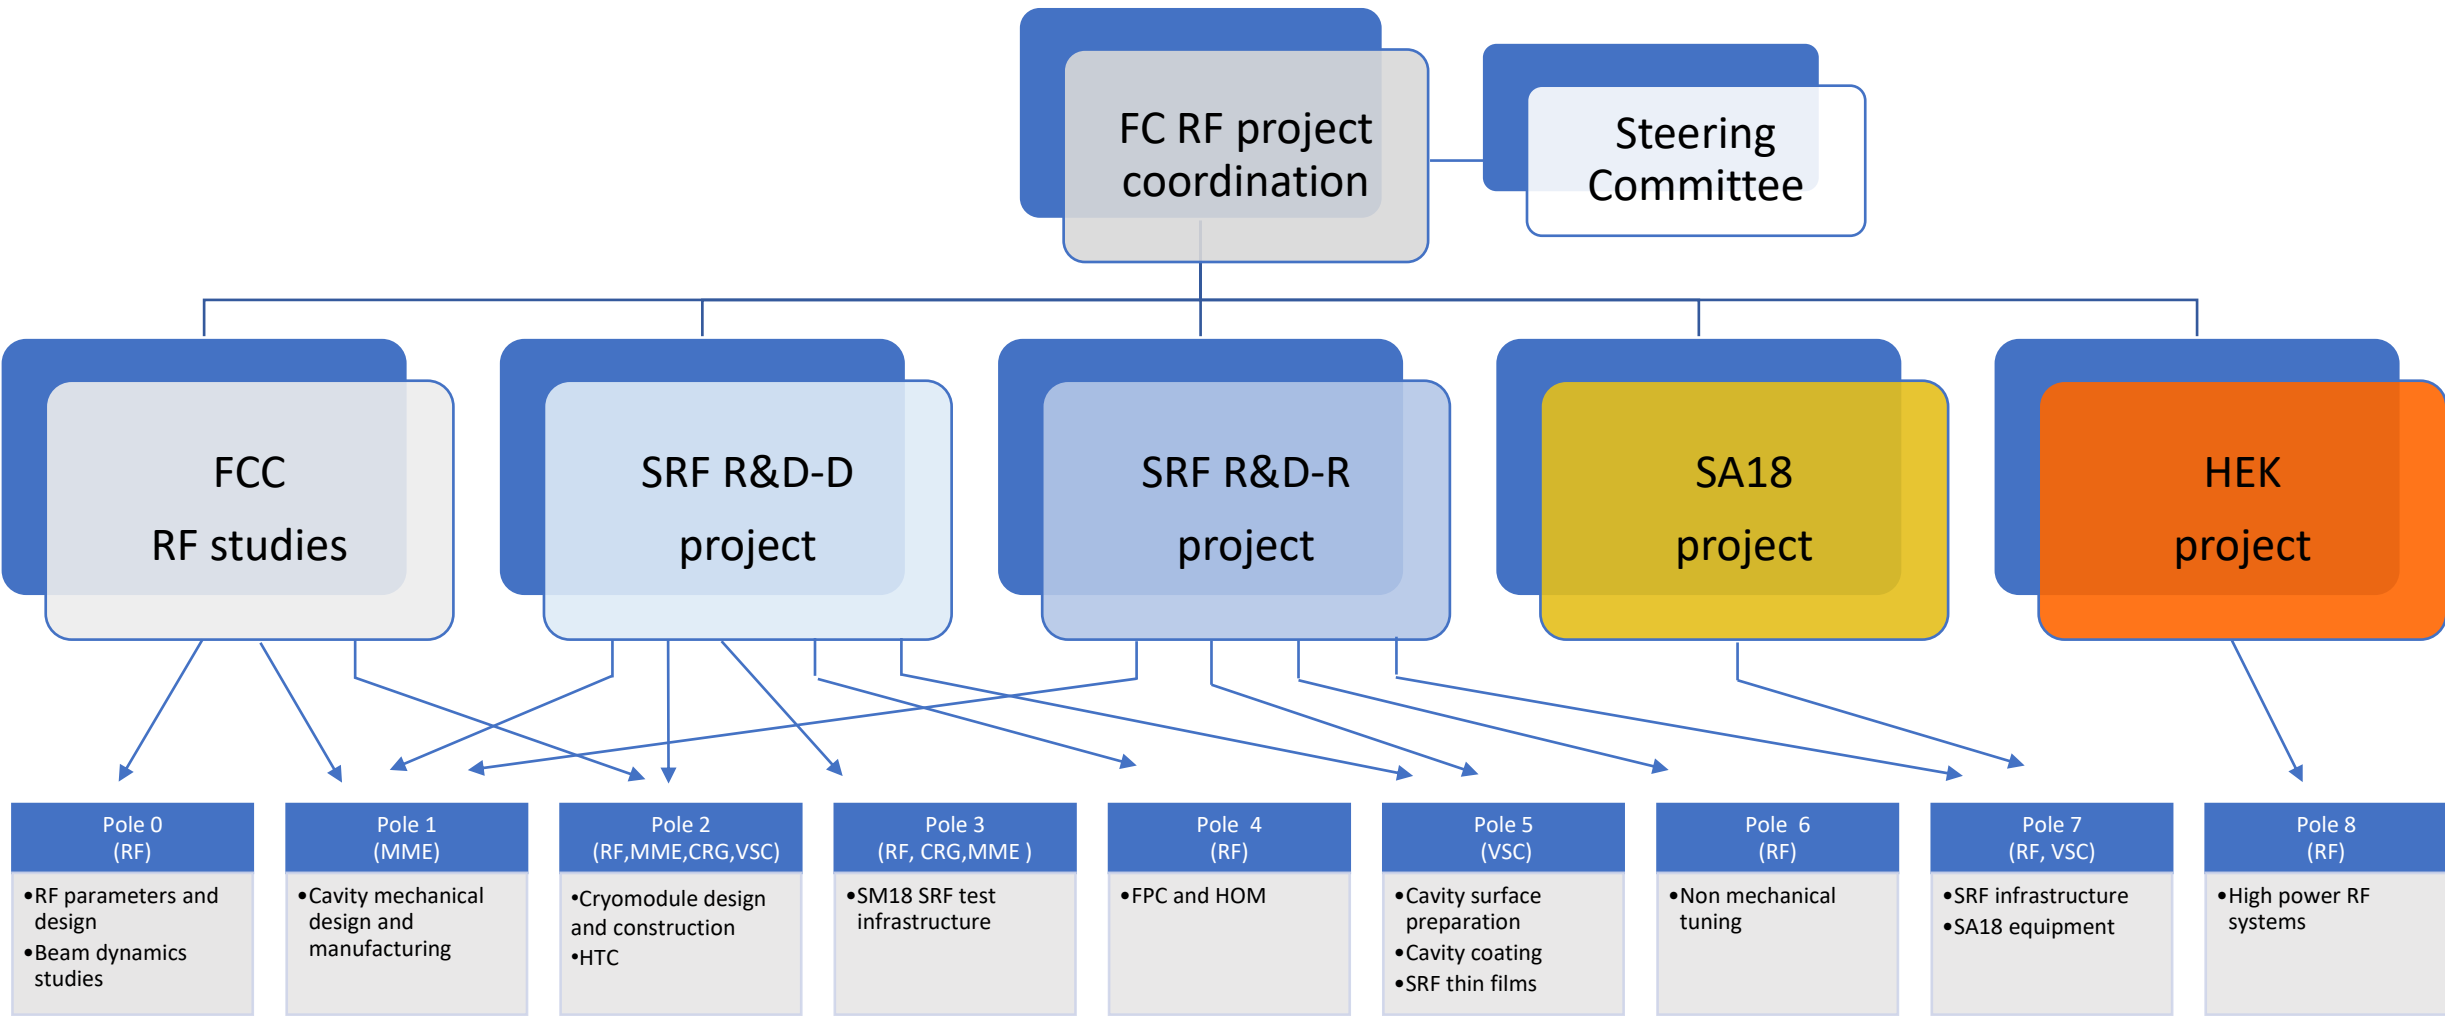 FC RF project
coordination
Steering
Committee
FCC
RF studies
SRF R&D-D
project
SRF R&D-R
project
SA18
project
HEK
project
Pole 0
(RF)
•RF parameters and
design
•Beam dynamics
studies
Pole 1
(MME)
•Cavity mechanical
design and
manufacturing
Pole 2
(RF,MME,CRG,VSC)
•Cryomodule design
and construction
•HTC
Pole 3
(RF, CRG,MME )
•SM18 SRF test
infrastructure
Pole  4
(RF)
•FPC and HOM
Pole 5
(VSC)
•Cavity surface
preparation
•Cavity coating
•SRF thin films
Pole  6
(RF)
•Non mechanical
tuning
Pole 7
(RF, VSC)
•SRF infrastructure
•SA18 equipment
Pole 8
(RF)
•High power RF
systems